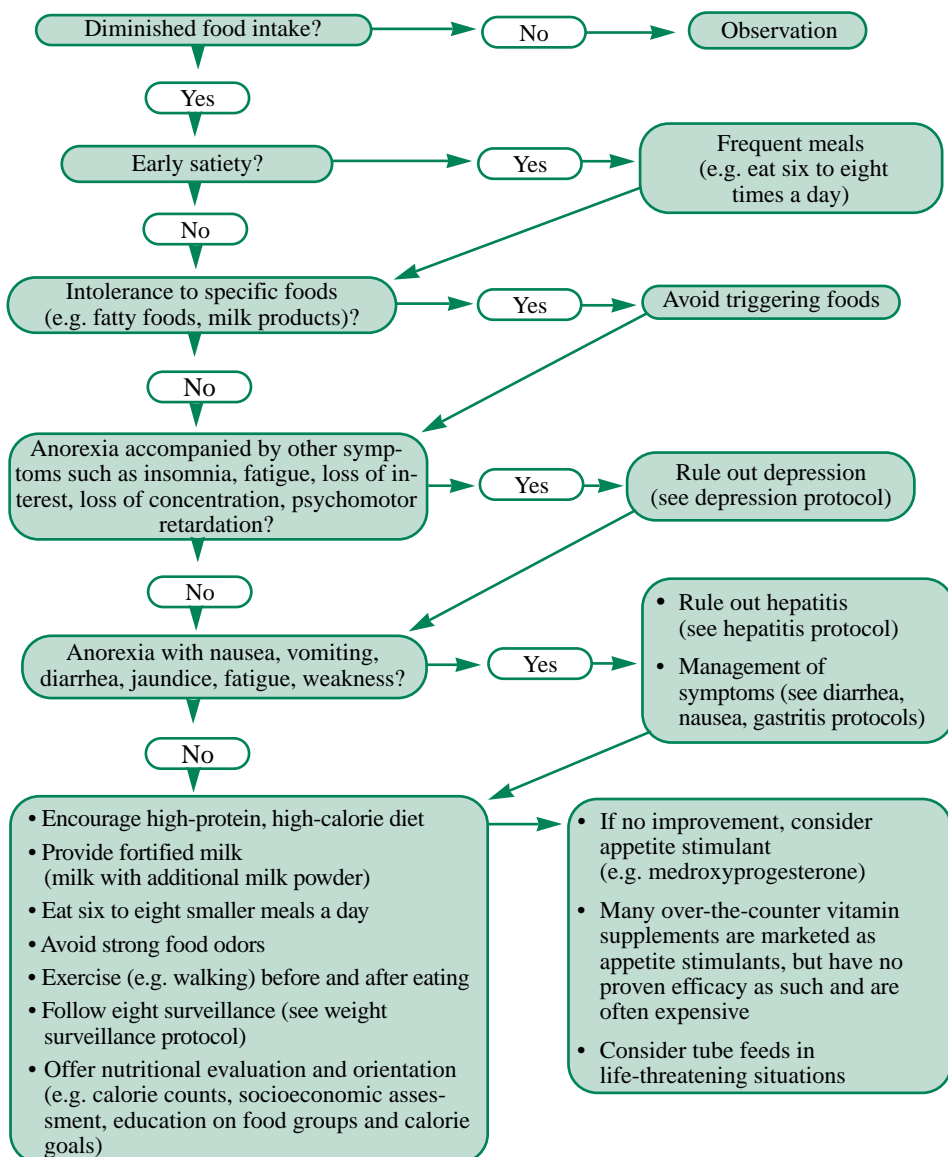 Diminished food intake?
No
Observation
Yes
Early satiety?
Yes
Frequent meals
(e.g. eat six to eight
times a day)
No
Intolerance to specific foods
(e.g. fatty foods, milk products)?
Yes
Avoid triggering foods
No
Anorexia accompanied by other symp-
toms such as insomnia, fatigue, loss of in-
terest, loss of concentration, psychomotor
retardation?
Yes
Rule out depression
(see depression protocol)
No
Anorexia with nausea, vomiting,
diarrhea, jaundice, fatigue, weakness?
Yes
• Rule out hepatitis
(see hepatitis protocol)
• Management of
symptoms (see diarrhea,
nausea, gastritis protocols)
No
• Encourage high-protein, high-calorie diet
• Provide fortified milk
(milk with additional milk powder)
• Eat six to eight smaller meals a day
• Avoid strong food odors
• Exercise (e.g. walking) before and after eating
• Follow eight surveillance (see weight
surveillance protocol)
• Offer nutritional evaluation and orientation
(e.g. calorie counts, socioeconomic asses-
sment, education on food groups and calorie
goals)
• If no improvement, consider
appetite stimulant
(e.g. medroxyprogesterone)
• Many over-the-counter vitamin
supplements are marketed as
appetite stimulants, but have no
proven efficacy as such and are
often expensive
• Consider tube feeds in
life-threatening situations